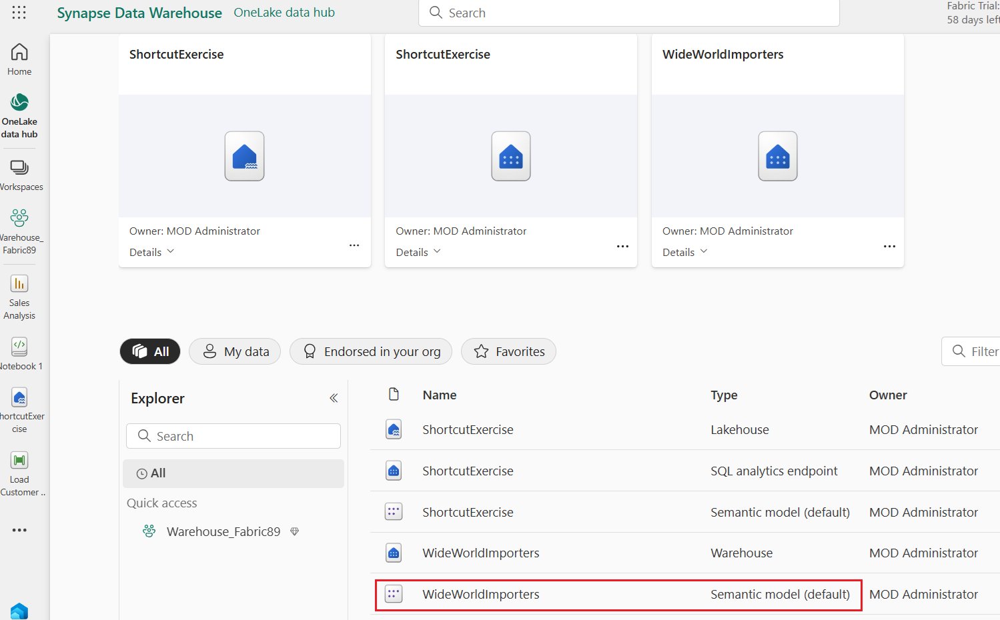 Synapse Data Warehouse OneLake data hub
Search
Fabric Trial:
58 days left
Home
OneLake
data hub
Workspaces
Warehouse_
Fabric89
Sales
Analysis
Notebook 1
ShortcutExer
cise
Load
Customer ..
ShortcutExercise
Owner: MOD Administrator
Details
ShortcutExercise
Owner: MOD Administrator
Details
WideWorldImporters
Owner: MOD Administrator
Details
All My data Endorsed in your org Favorites
Filter
Explorer
Search
All
Quick access
Warehouse_Fabric89
Name Type Owner
ShortcutExercise Lakehouse MOD Administrator
ShortcutExercise SQL analytics endpoint MOD Administrator
ShortcutExercise Semantic model (default) MOD Administrator
WideWorldImporters Warehouse MOD Administrator
WideWorldImporters Semantic model (default) MOD Administrator